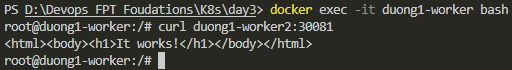 PS D:\Devops FPT Foudations\K8s\day3> docker exec -it duong1-worker bash
root@duong1-worker:/# curl duong1-worker2:30081
<html><body><h1>It works!</h1></body></html>
root@duong1-worker:/#